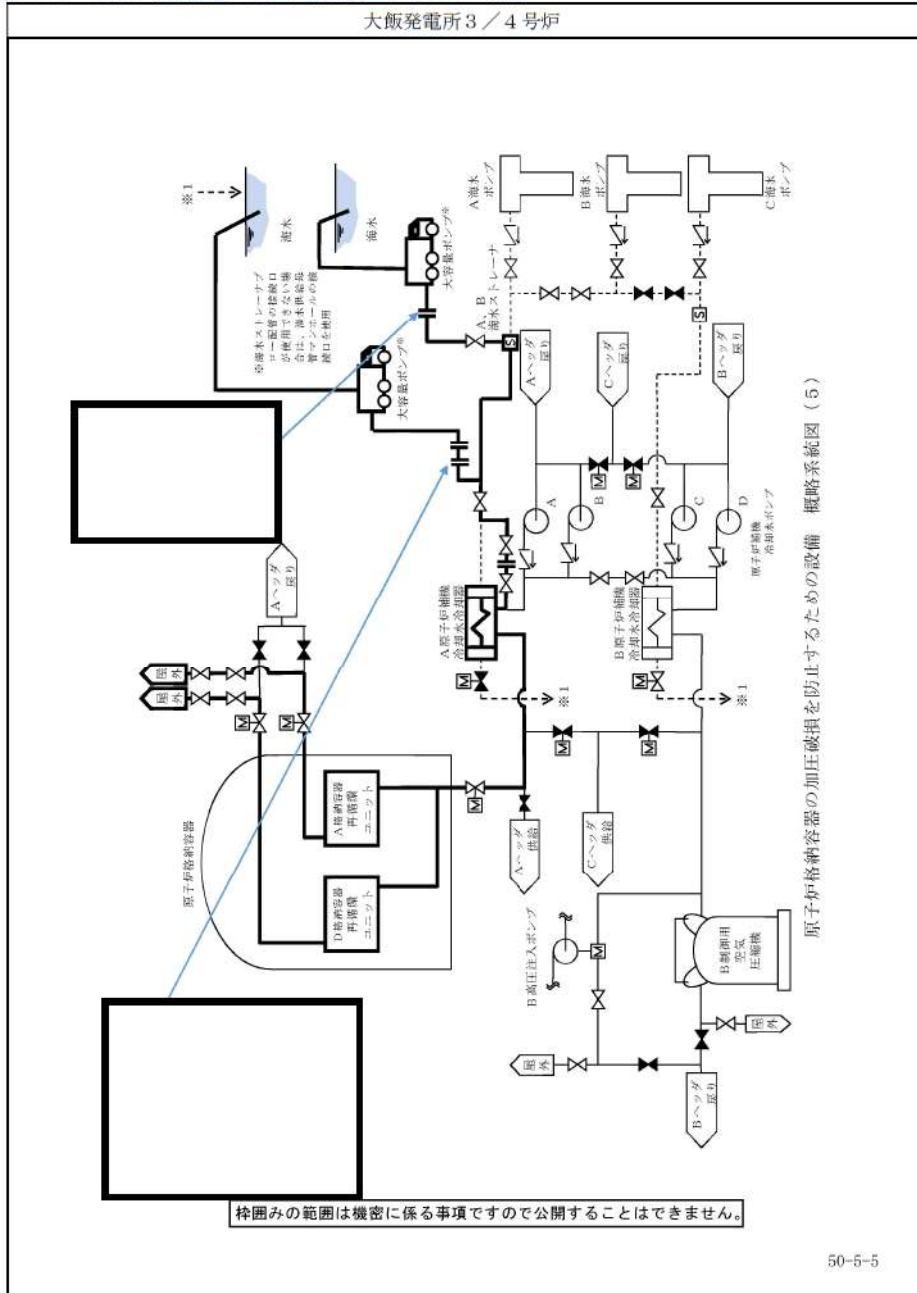 大飯発電所3／4号炉
※1
海水
海水
※海水ストレーナブ
ロー配管の接続口
が使用できない場
合は、海水供給母
管マンホールの接
続口を使用
大容量ポンプ※
大容量ポンプ※
A、B
海水ストレーナ
A海水
ポンプ
B海水
ポンプ
C海水
ポンプ
S
S
Aヘッダ
戻り
Cヘッダ
戻り
Bヘッダ
戻り
Aヘッダ
戻り
A
B
C
D
原子炉補機
冷却水ポンプ
M
M
A原子炉補機
冷却水冷却器
B原子炉補機
冷却水冷却器
M
M
※1
※1
屋外
屋外
M
M
原子炉格納容器
A格納容器
再循環
ユニット
D格納容器
再循環
ユニット
M
M
M
Aヘッダ
供給
Cヘッダ
供給
B高圧注入ポンプ
M
B制御用
空気
圧縮機
屋外
屋外
Bヘッダ
戻り
原子炉格納容器の加圧破損を防止するための設備　概略系統図（5）
枠囲みの範囲は機密に係る事項ですので公開することはできません。
50-5-5